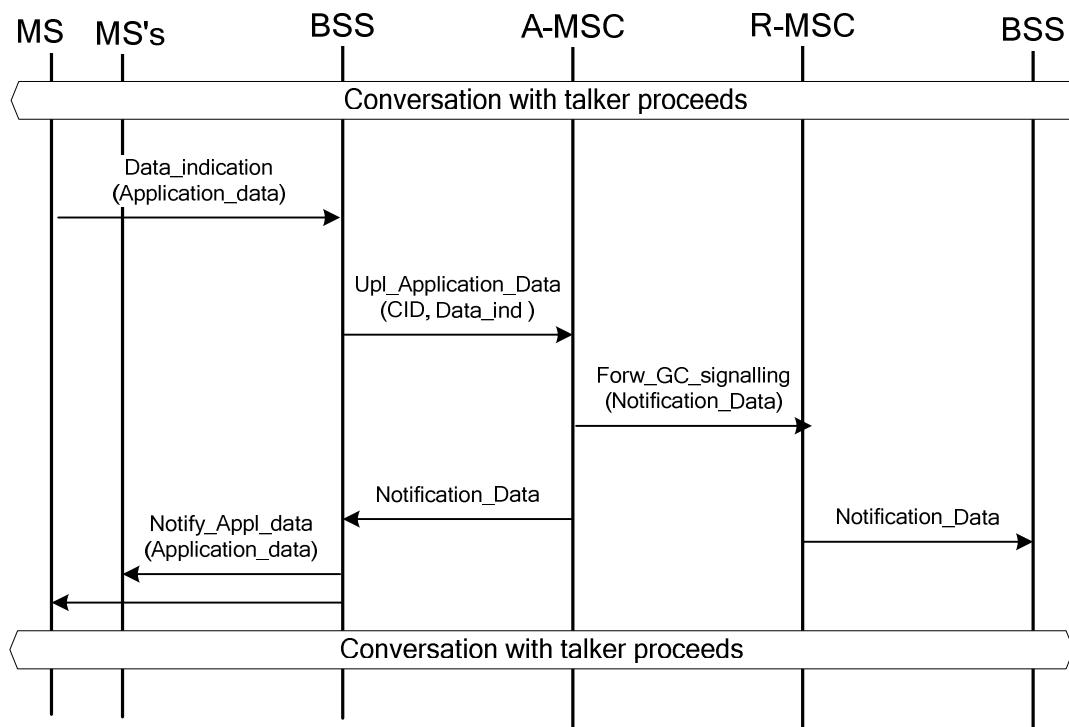 MS MS's BSS A-MSC R-MSC BSS
Conversation with talker proceeds
Data_indication
(Application_data)
Upl_Application_Data
(CID, Data_ind )
Forw_GC_signalling
(Notification_Data)
Notification_Data
Notification_Data
Notify_Appl_data
(Application_data)
Conversation with talker proceeds